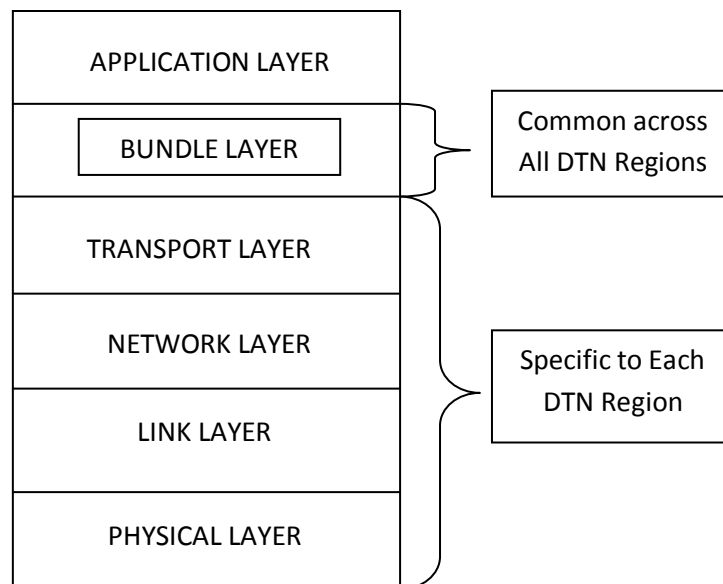 APPLICATION LAYER
BUNDLE LAYER
Common across
All DTN Regions
TRANSPORT LAYER
NETWORK LAYER
LINK LAYER
PHYSICAL LAYER
Specific to Each
DTN Region